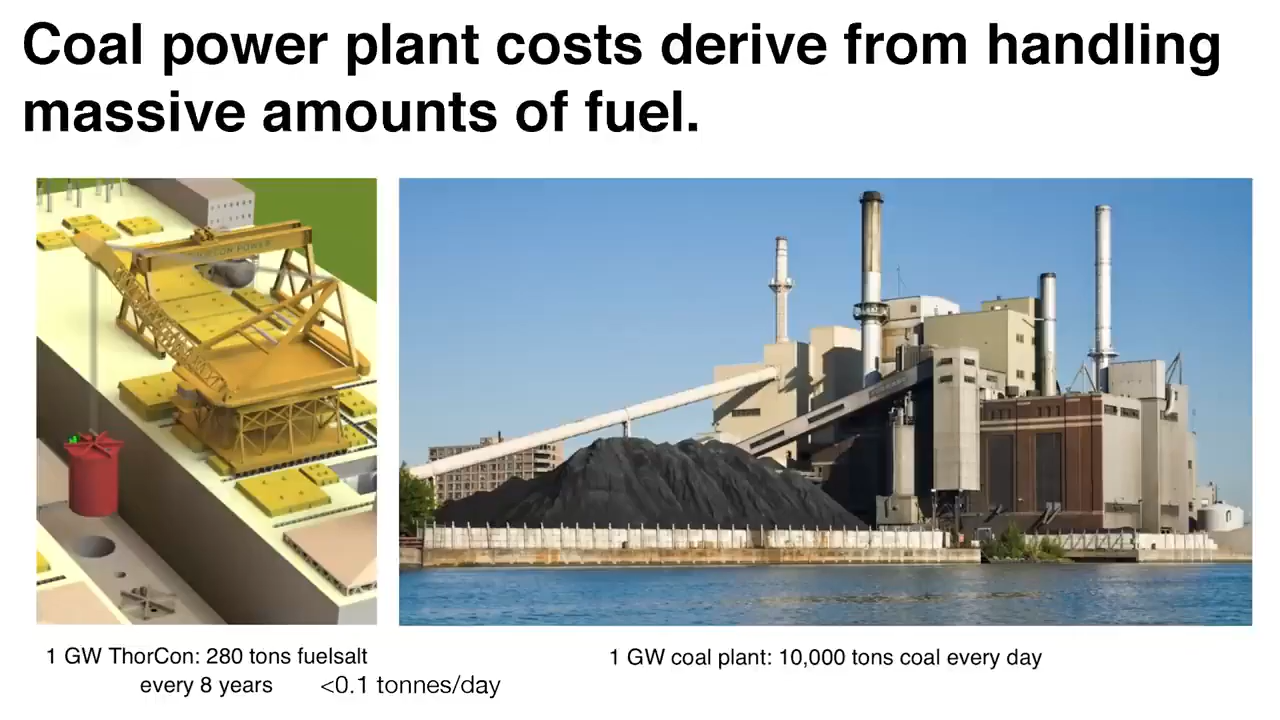 Coal power plant costs derive from handling
massive amounts of fuel.
1 GW ThorCon: 280 tons fuelsalt
every 8 years <0.1 tonnes/day
1 GW coal plant: 10,000 tons coal every day